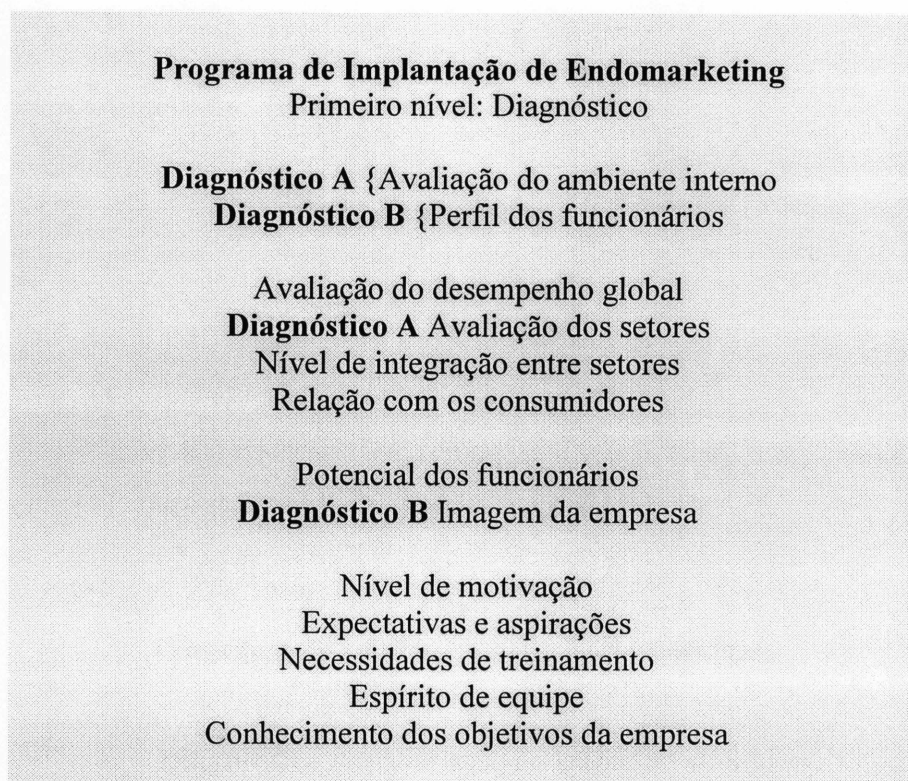 Programa de Implantação de Endomarketing
Primeiro nível: Diagnóstico
Diagnóstico A {Avaliação do ambiente interno
Diagnóstico B {Perfil dos funcionários
Avaliação do desempenho global
Diagnóstico A Avaliação dos setores
Nível de integração entre setores
Relação com os consumidores
Potencial dos funcionários
Diagnóstico B Imagem da empresa
Nível de motivação
Expectativas e aspirações
Necessidades de treinamento
Espírito de equipe
Conhecimento dos objetivos da empresa